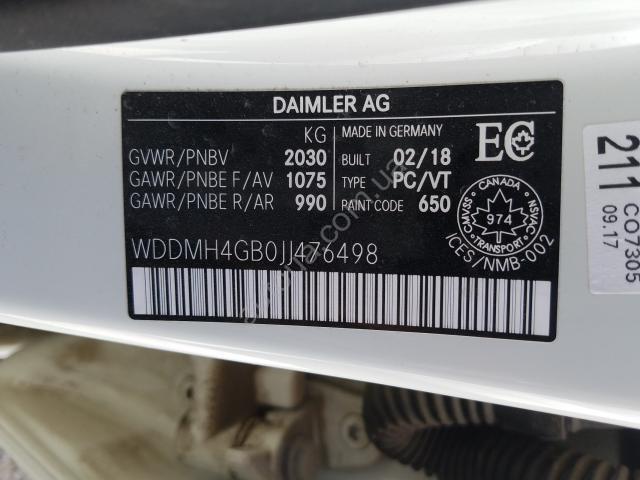 DAIMLER AG
KG
GVWR/PNBV 2030
GAWR/PNBE F/AV 1075
GAWR/PNBE R/AR 990
MADE IN GERMANY
BUILT 02/18
TYPE PC/VT
PAINT CODE 650
EC
CANADA
CMVSS NSVAC
974
TRANSPORT
ICES/NMB-002
WDDMH4GB0JJ476498
211 CO7305
09.17